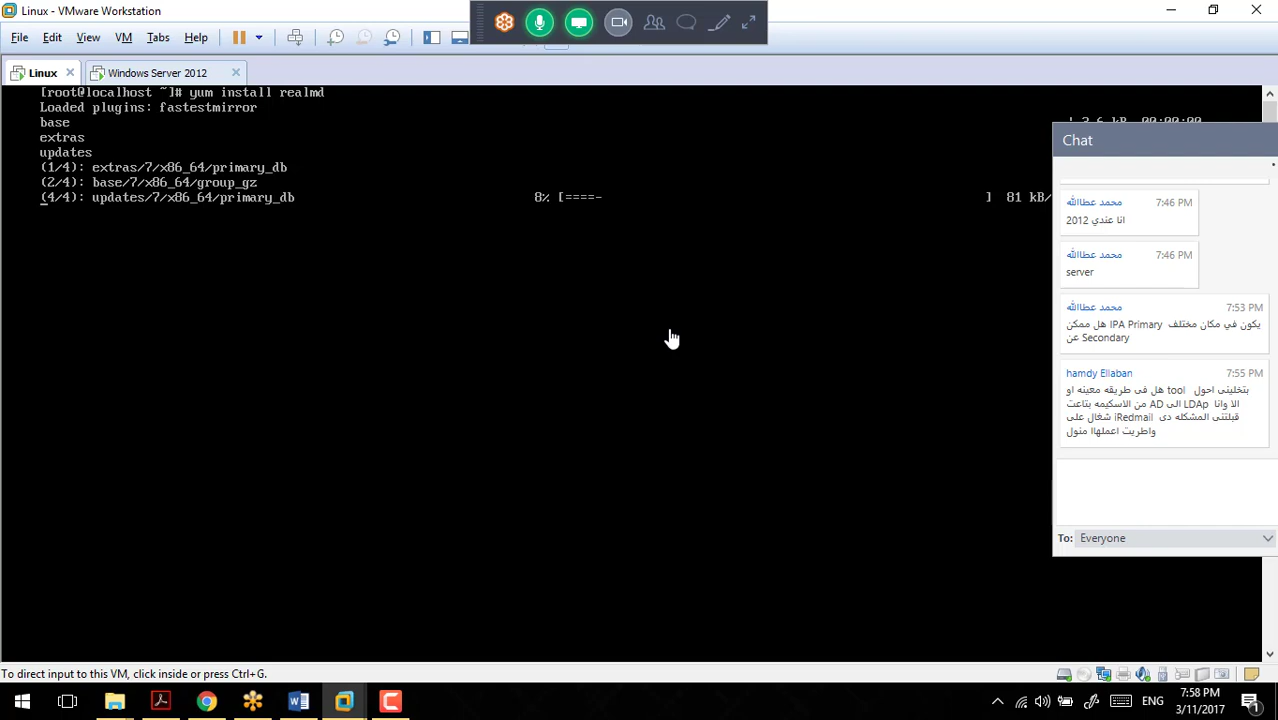 Linux - VMware Workstation
File Edit View VM Tabs Help
Linux
Windows Server 2012
[root@localhost ~]# yum install realmd
Loaded plugins: fastestmirror
base
extras
updates
(1/4): extras/7/x86_64/primary_db
(2/4): base/7/x86_64/group_gz
(4/4): updates/7/x86_64/primary_db 8% [====- ] 81 kB/
Chat
محمد عطاالله 7:46 PM
انا عندي 2012
محمد عطاالله 7:46 PM
server
محمد عطاالله 7:53 PM
يكون في مكان مختلف IPA Primary هل ممكن
عن Secondary
hamdy Ellaban 7:55 PM
بتخلينى احول tool هل فى طريقه معينه او
الا وانا LDAp الى AD من الاسكيمه بتاعت
قبلتنى المشكله دى iRedmail شغال على
واطريت اعملهاا منول
To: Everyone
To direct input to this VM, click inside or press Ctrl+G.
ENG
7:58 PM
3/11/2017